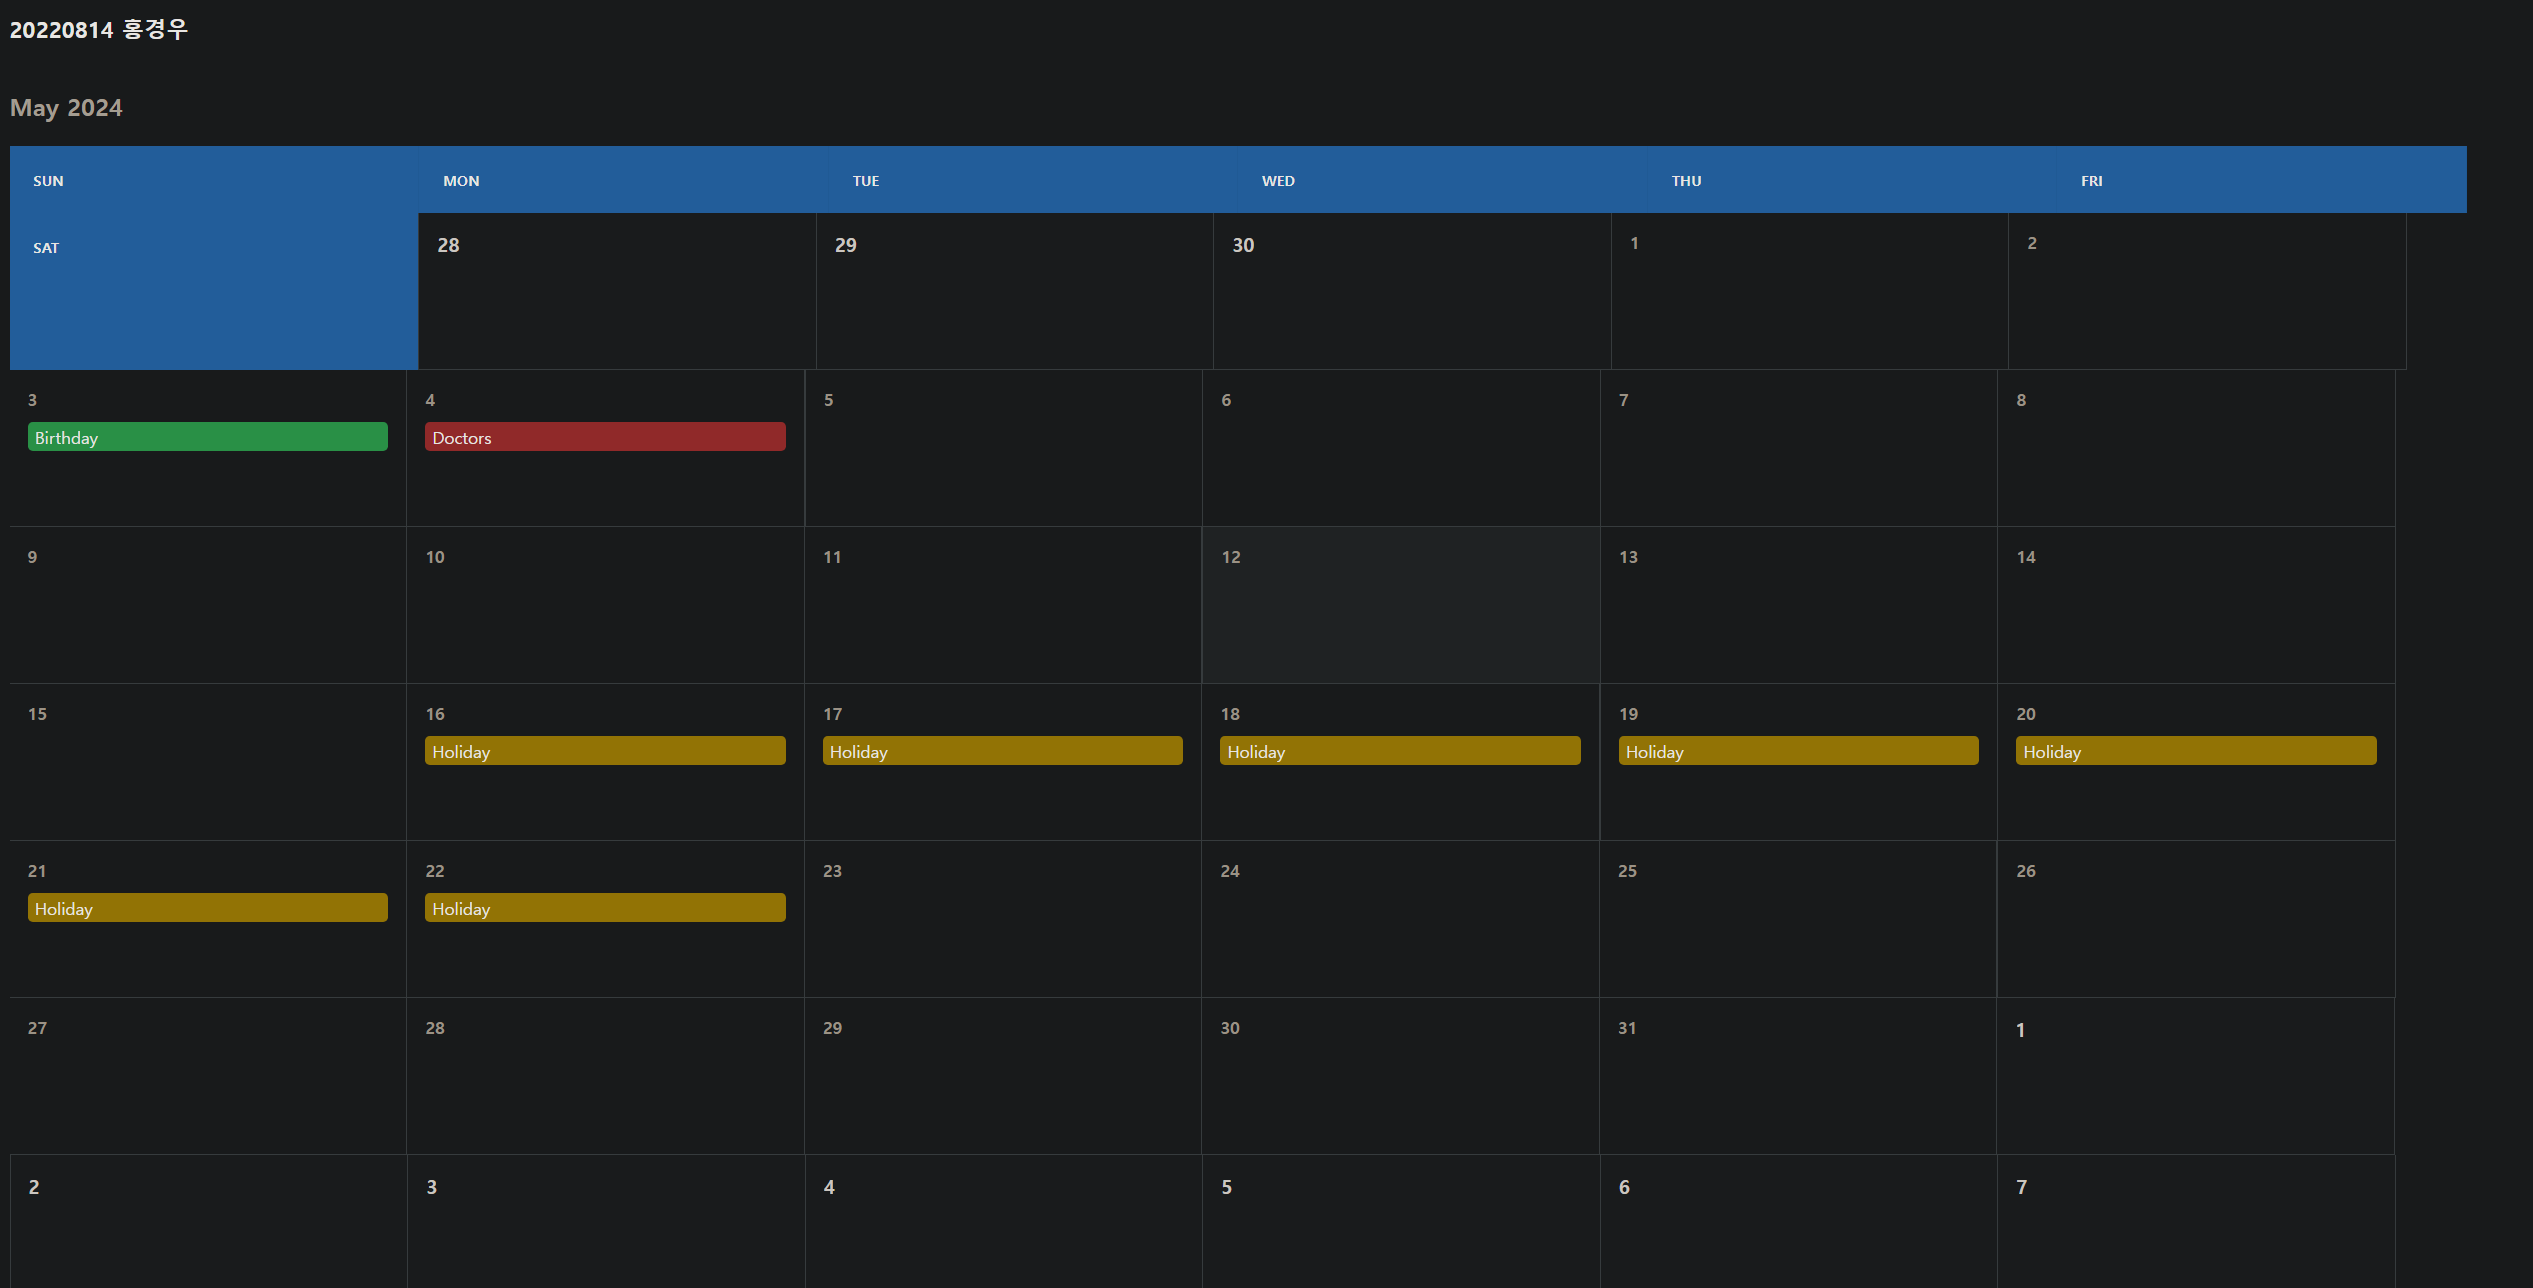 20220814 홍경우
May 2024
SUN MON TUE WED THU FRI
SAT 28 29 30 1 2
3 4 5 6 7 8
Birthday Doctors
9 10 11 12 13 14
15 16 17 18 19 20
Holiday Holiday Holiday Holiday Holiday
21 22 23 24 25 26
Holiday Holiday
27 28 29 30 31 1
2 3 4 5 6 7